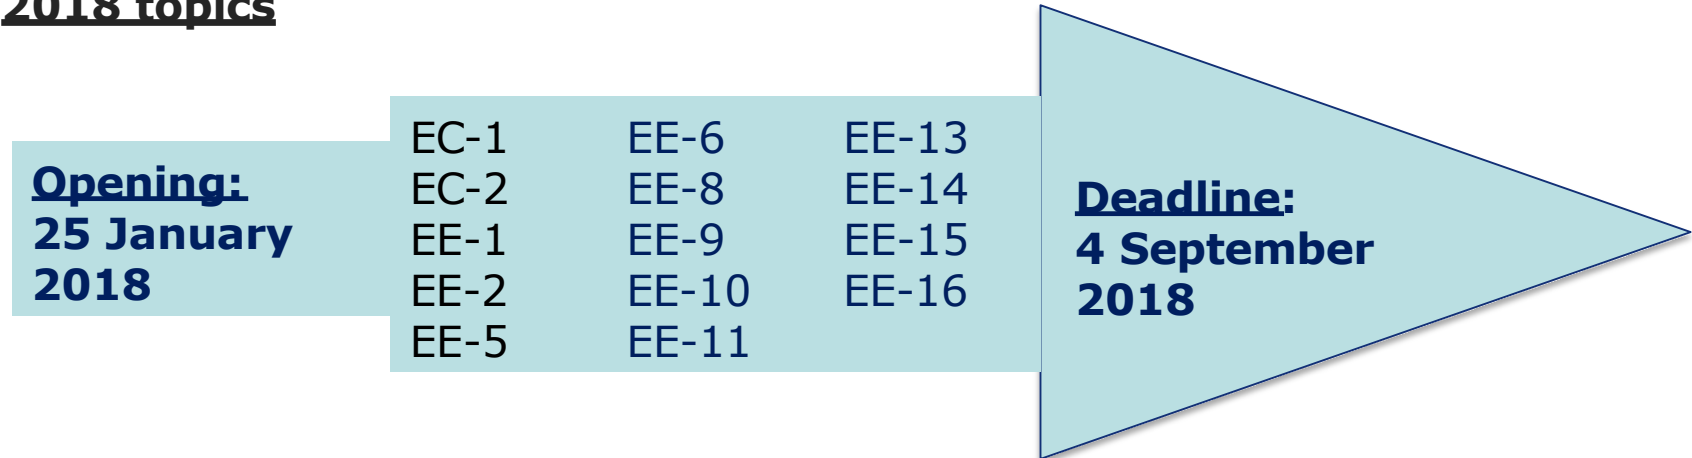 2018 topics
Opening:
25 January
2018
EC-1
EC-2
EE-1
EE-2
EE-5
EE-6
EE-8
EE-9
EE-10
EE-11
EE-13
EE-14
EE-15
EE-16
Deadline:
4 September
2018